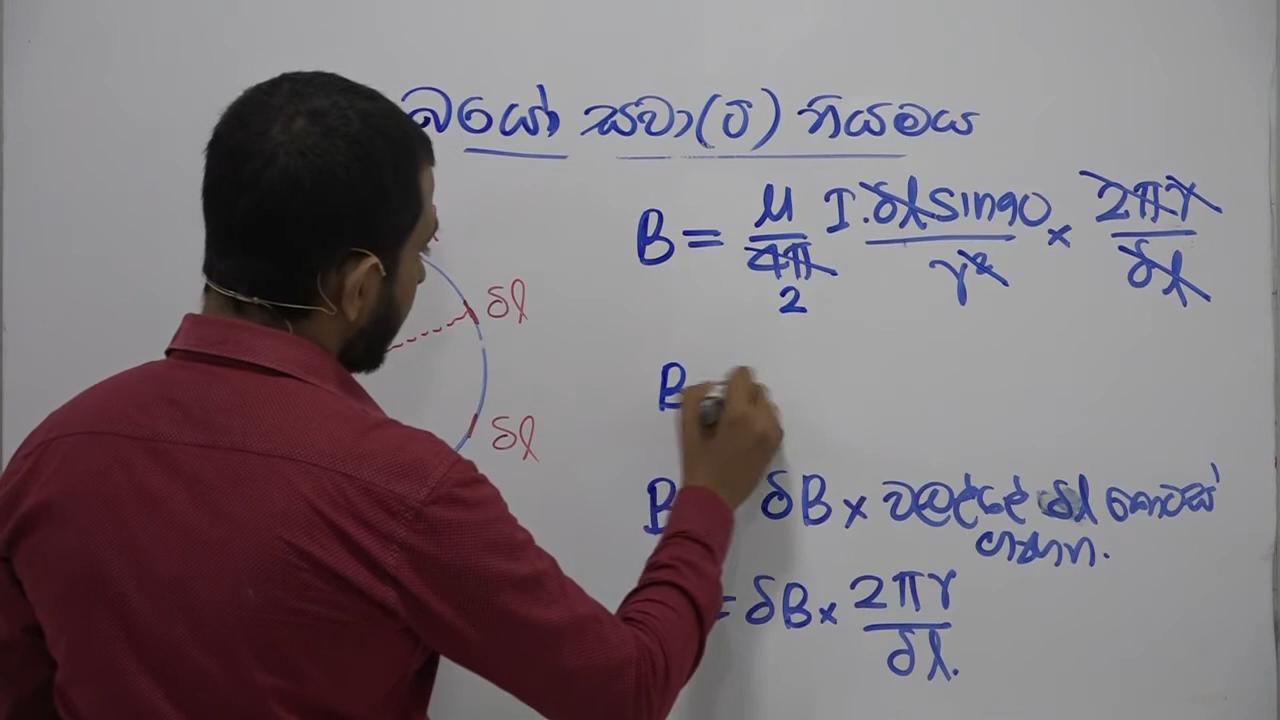 බයෝ සවා(ට්) නියමය
B = μ/4π I.δl sin90/r² × 2πr/δl
2
δl
B
δl
B δB × වලල්ලේ δl කොටස්
ගණන.
= δB × 2πr/δl.